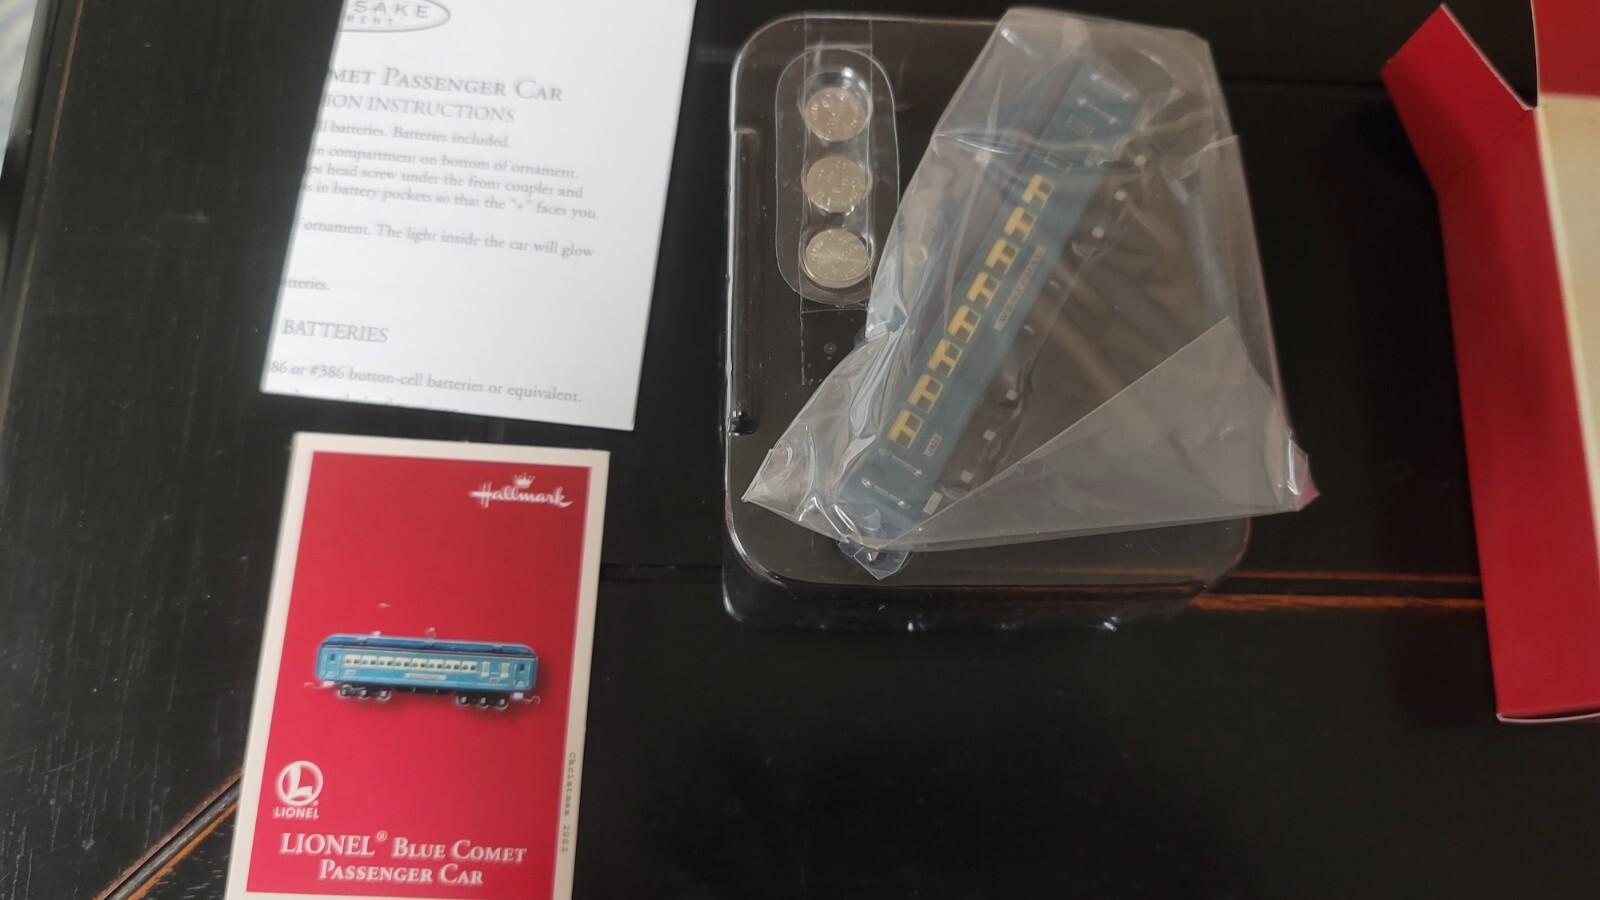 SAKE
RENT
MET PASSENGER CAR
ION INSTRUCTIONS
ll batteries. Batteries included.
n compartment on bottom of ornament.
ps head screw under the front coupler and
s in battery pockets so that the "+" faces you.
ornament. The light inside the car will glow
tteries.
BATTERIES
86 or #386 button-cell batteries or equivalent.
Hallmark
LIONEL
LIONEL® BLUE COMET
PASSENGER CAR
Christmas 2002